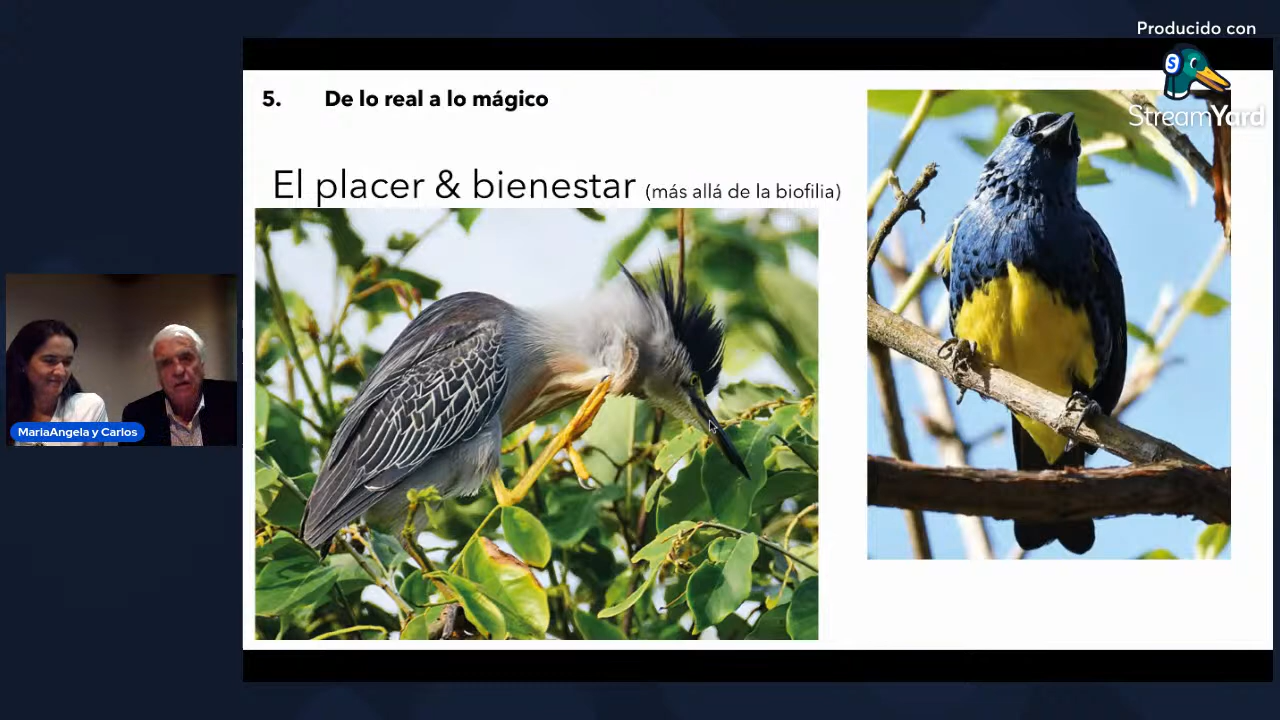 Producido con
S
StreamYard
5. De lo real a lo mágico
El placer & bienestar (más allá de la biofilia)
MariaAngela y Carlos